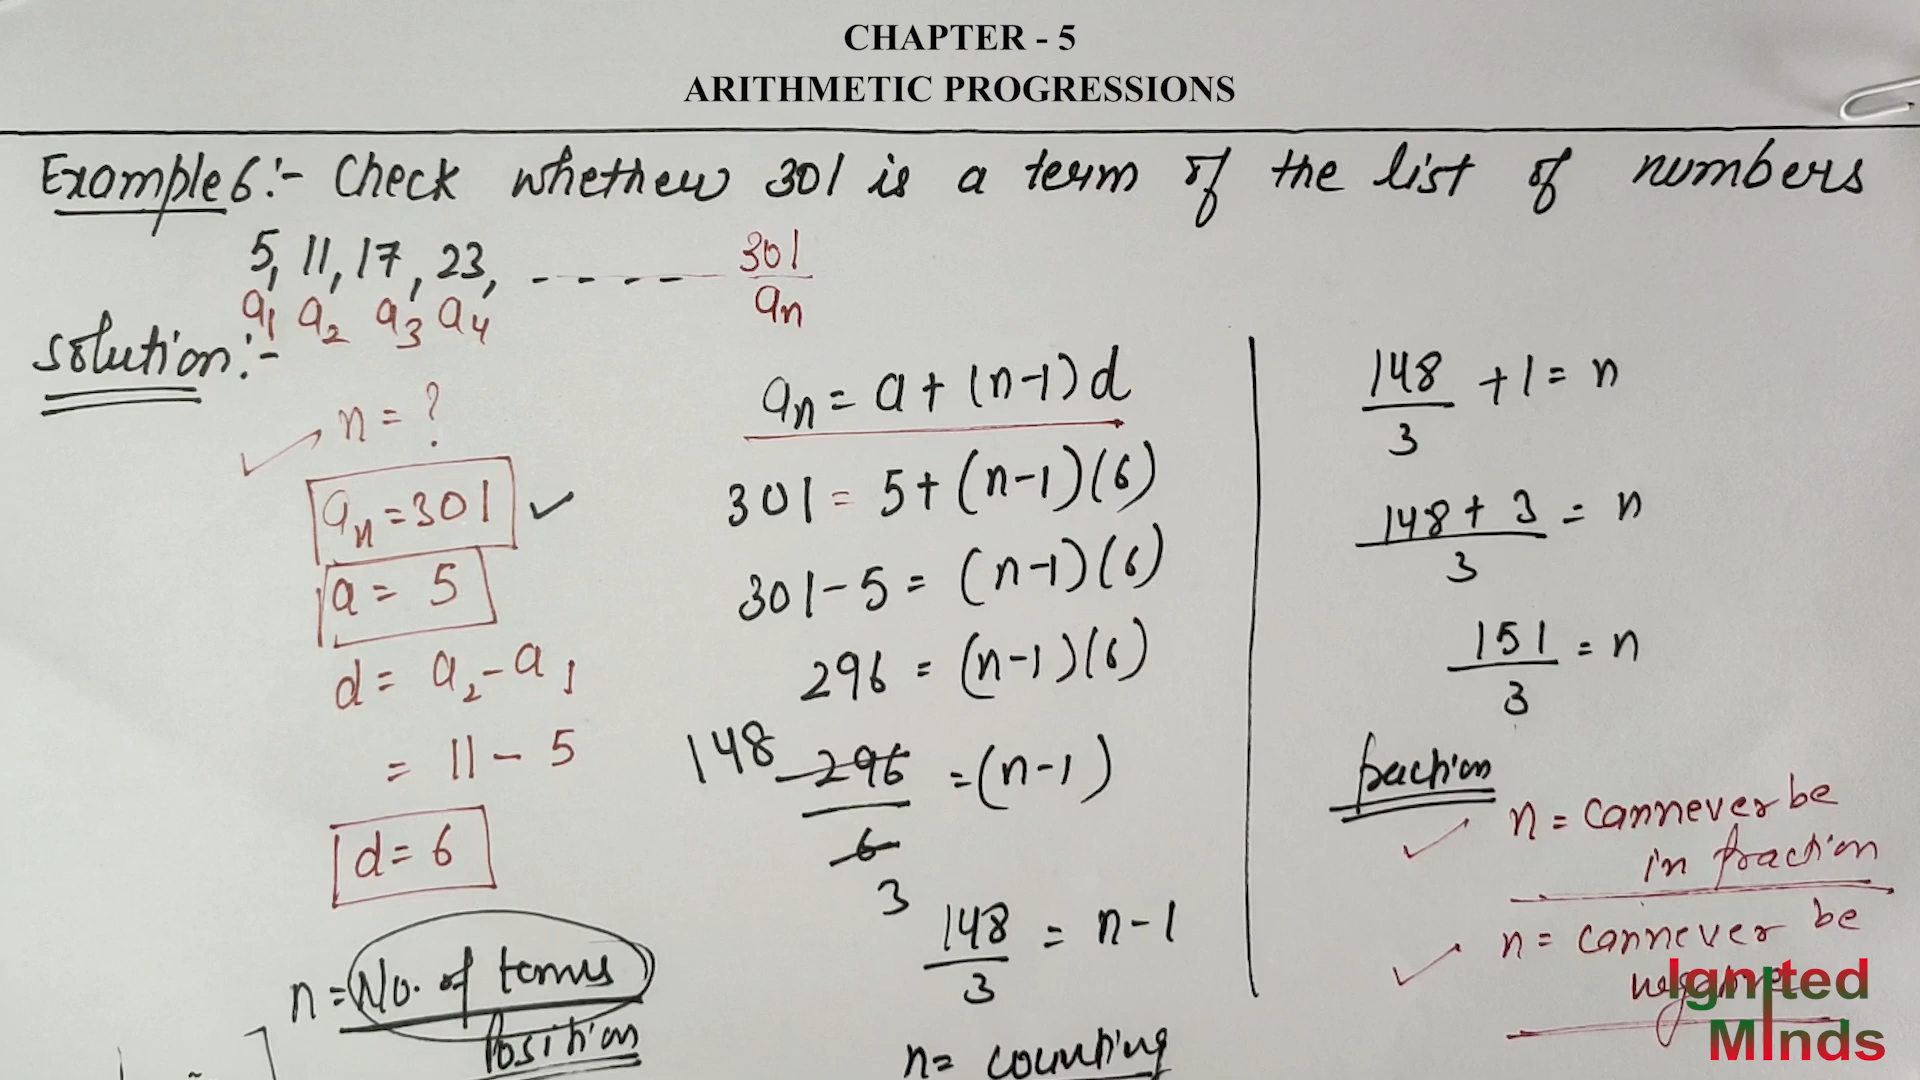 CHAPTER - 5
ARITHMETIC PROGRESSIONS
Example 6:- Check whether 301 is a term of the list of numbers
5, 11, 17, 23, - - - - - 301
a1 a2 a3 a4 an
Solution:-
n = ?
an = 301
a = 5
d = a2 - a1
= 11 - 5
d = 6
n = No. of terms
Position
an = a + (n-1) d
301 = 5 + (n-1)(6)
301 - 5 = (n-1)(6)
296 = (n-1)(6)
148 296 = (n-1)
6
3
148/3 = n - 1
n = counting
148/3 + 1 = n
148 + 3/3 = n
151/3 = n
fraction
n = cannever be
in fraction
n = cannever be
negative
Ignited
Minds